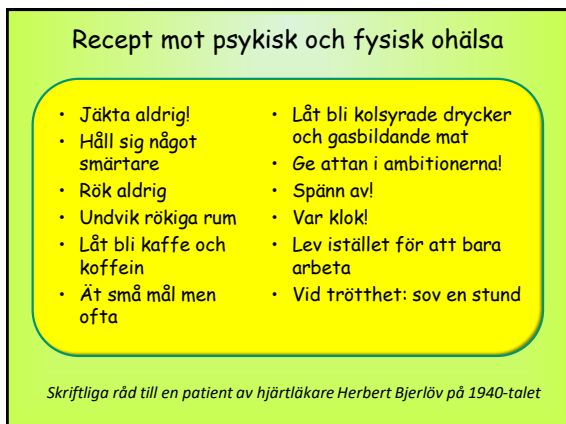 Recept mot psykisk och fysisk ohälsa
• Jäkta aldrig!
• Håll sig något
smärtare
• Rök aldrig
• Undvik rökiga rum
• Låt bli kaffe och
koffein
• Ät små mål men
ofta
• Låt bli kolsyrade drycker
och gasbildande mat
• Ge attan i ambitionerna!
• Spänn av!
• Var klok!
• Lev istället för att bara
arbeta
• Vid trötthet: sov en stund
Skriftliga råd till en patient av hjärtläkare Herbert Bjerlöv på 1940-talet